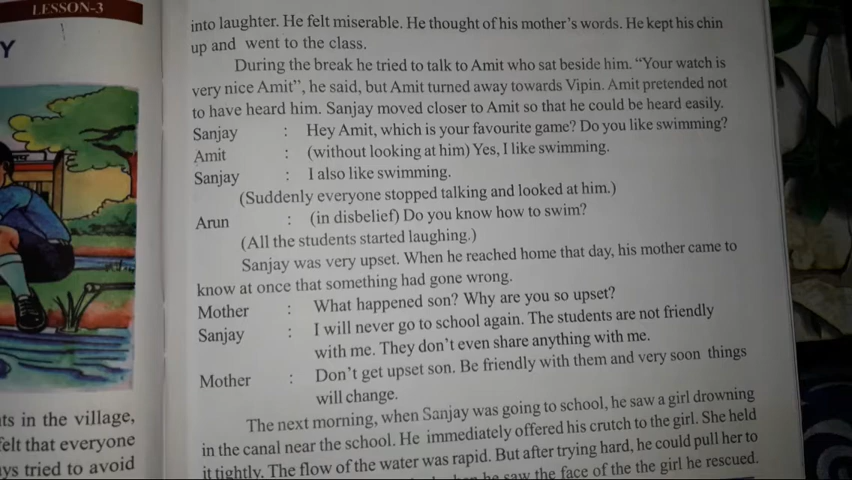 LESSON-3
Y
into laughter. He felt miserable. He thought of his mother's words. He kept his chin
up and went to the class.
During the break he tried to talk to Amit who sat beside him. "Your watch is
very nice Amit", he said, but Amit turned away towards Vipin. Amit pretended not
to have heard him. Sanjay moved closer to Amit so that he could be heard easily.
Sanjay : Hey Amit, which is your favourite game? Do you like swimming?
Amit : (without looking at him) Yes, I like swimming.
Sanjay : I also like swimming.
(Suddenly everyone stopped talking and looked at him.)
Arun : (in disbelief) Do you know how to swim?
(All the students started laughing.)
Sanjay was very upset. When he reached home that day, his mother came to
know at once that something had gone wrong.
Mother : What happened son? Why are you so upset?
Sanjay : I will never go to school again. The students are not friendly
with me. They don't even share anything with me.
Mother : Don't get upset son. Be friendly with them and very soon things
will change.
The next morning, when Sanjay was going to school, he saw a girl drowning
in the canal near the school. He immediately offered his crutch to the girl. She held
it tightly. The flow of the water was rapid. But after trying hard, he could pull her to
he saw the face of the the girl he rescued.
in the village,
felt that everyone
tried to avoid